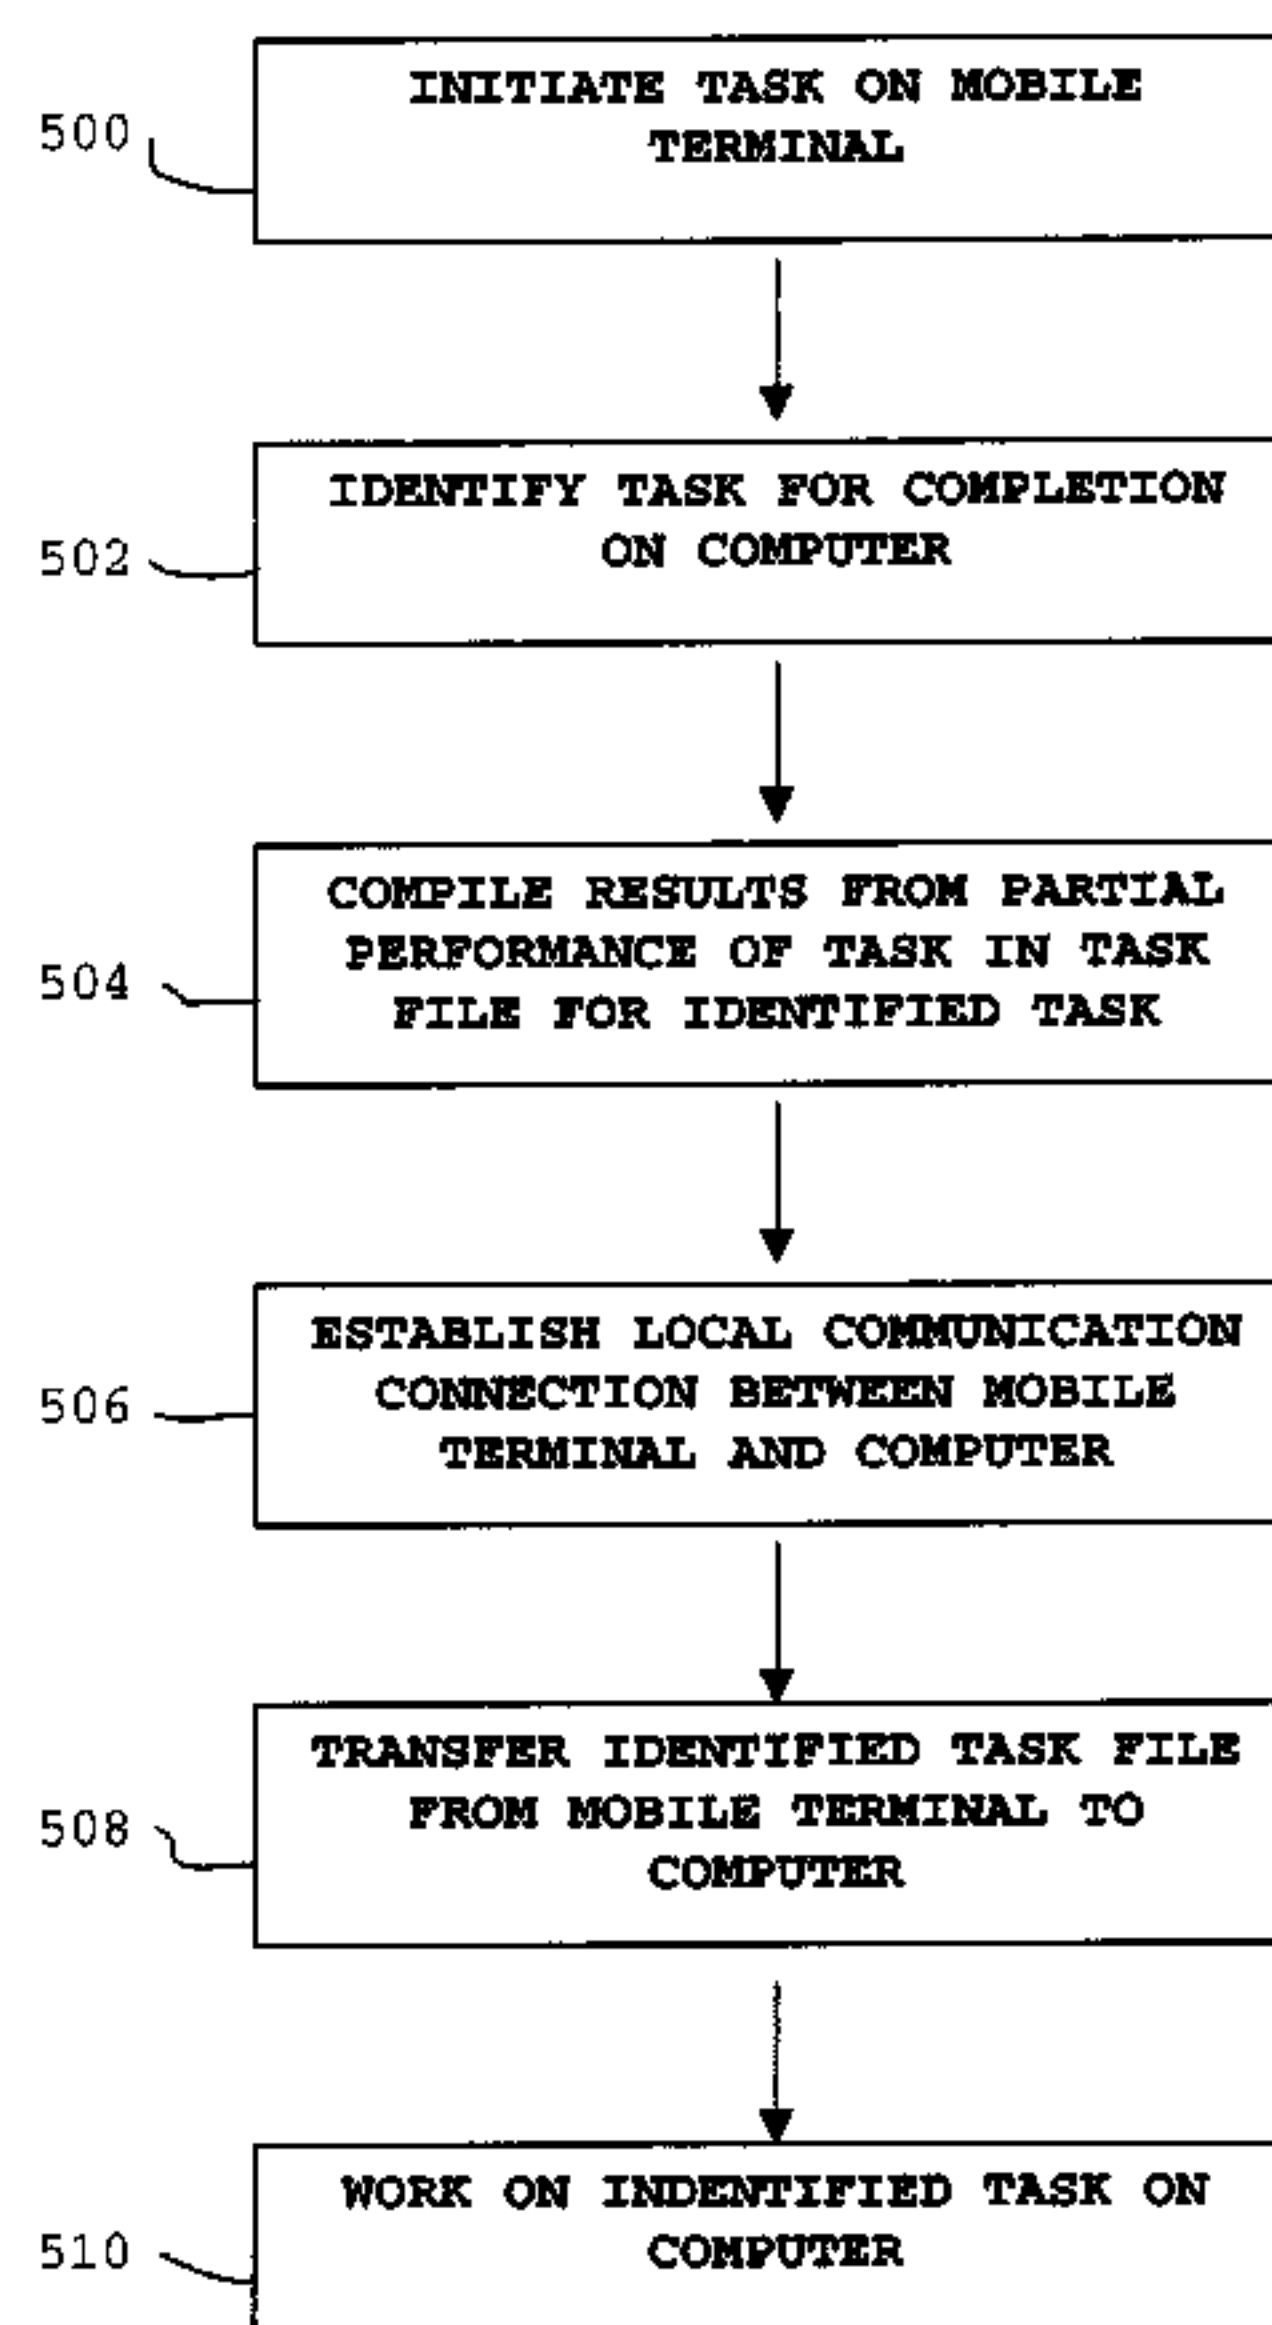 500
INITIATE TASK ON MOBILE
TERMINAL
502
IDENTIFY TASK FOR COMPLETION
ON COMPUTER
504
COMPILE RESULTS FROM PARTIAL
PERFORMANCE OF TASK IN TASK
FILE FOR IDENTIFIED TASK
506
ESTABLISH LOCAL COMMUNICATION
CONNECTION BETWEEN MOBILE
TERMINAL AND COMPUTER
508
TRANSFER IDENTIFIED TASK FILE
FROM MOBILE TERMINAL TO
COMPUTER
510
WORK ON INDENTIFIED TASK ON
COMPUTER